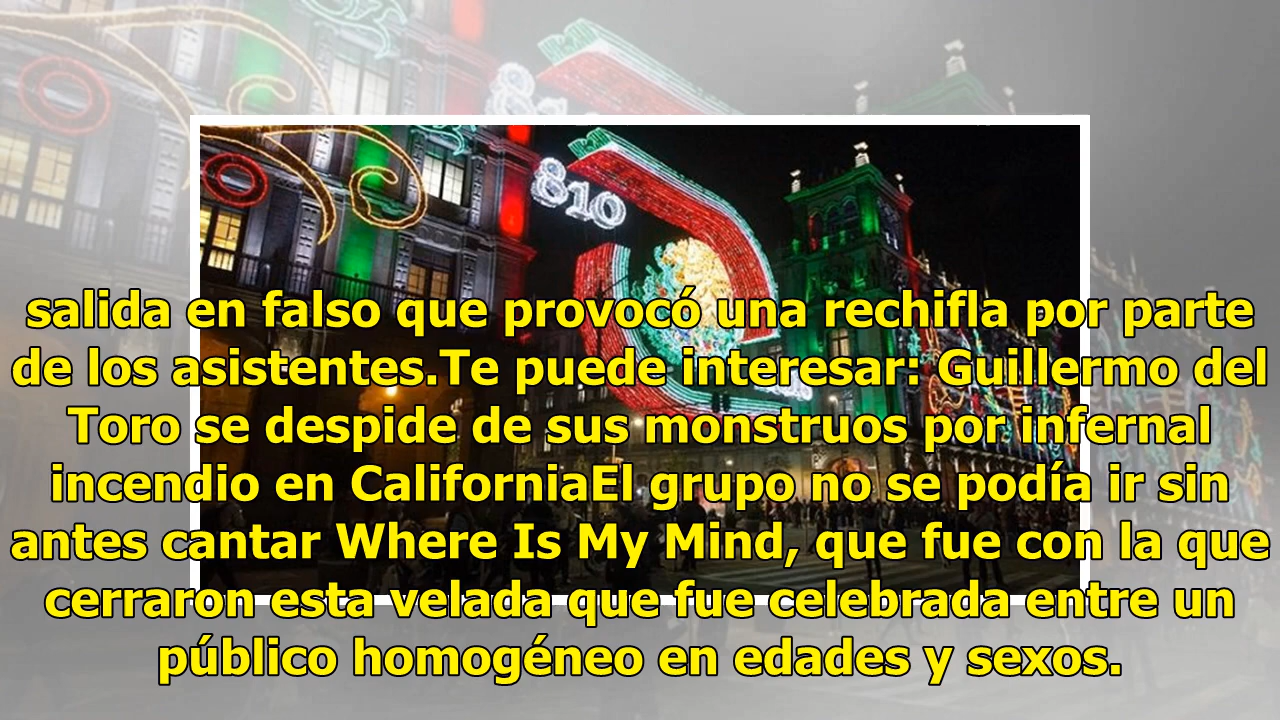 810
salida en falso que provocó una rechifla por parte
de los asistentes.Te puede interesar: Guillermo del
Toro se despide de sus monstruos por infernal
incendio en CaliforniaEl grupo no se podía ir sin
antes cantar Where Is My Mind, que fue con la que
cerraron esta velada que fue celebrada entre un
público homogéneo en edades y sexos.